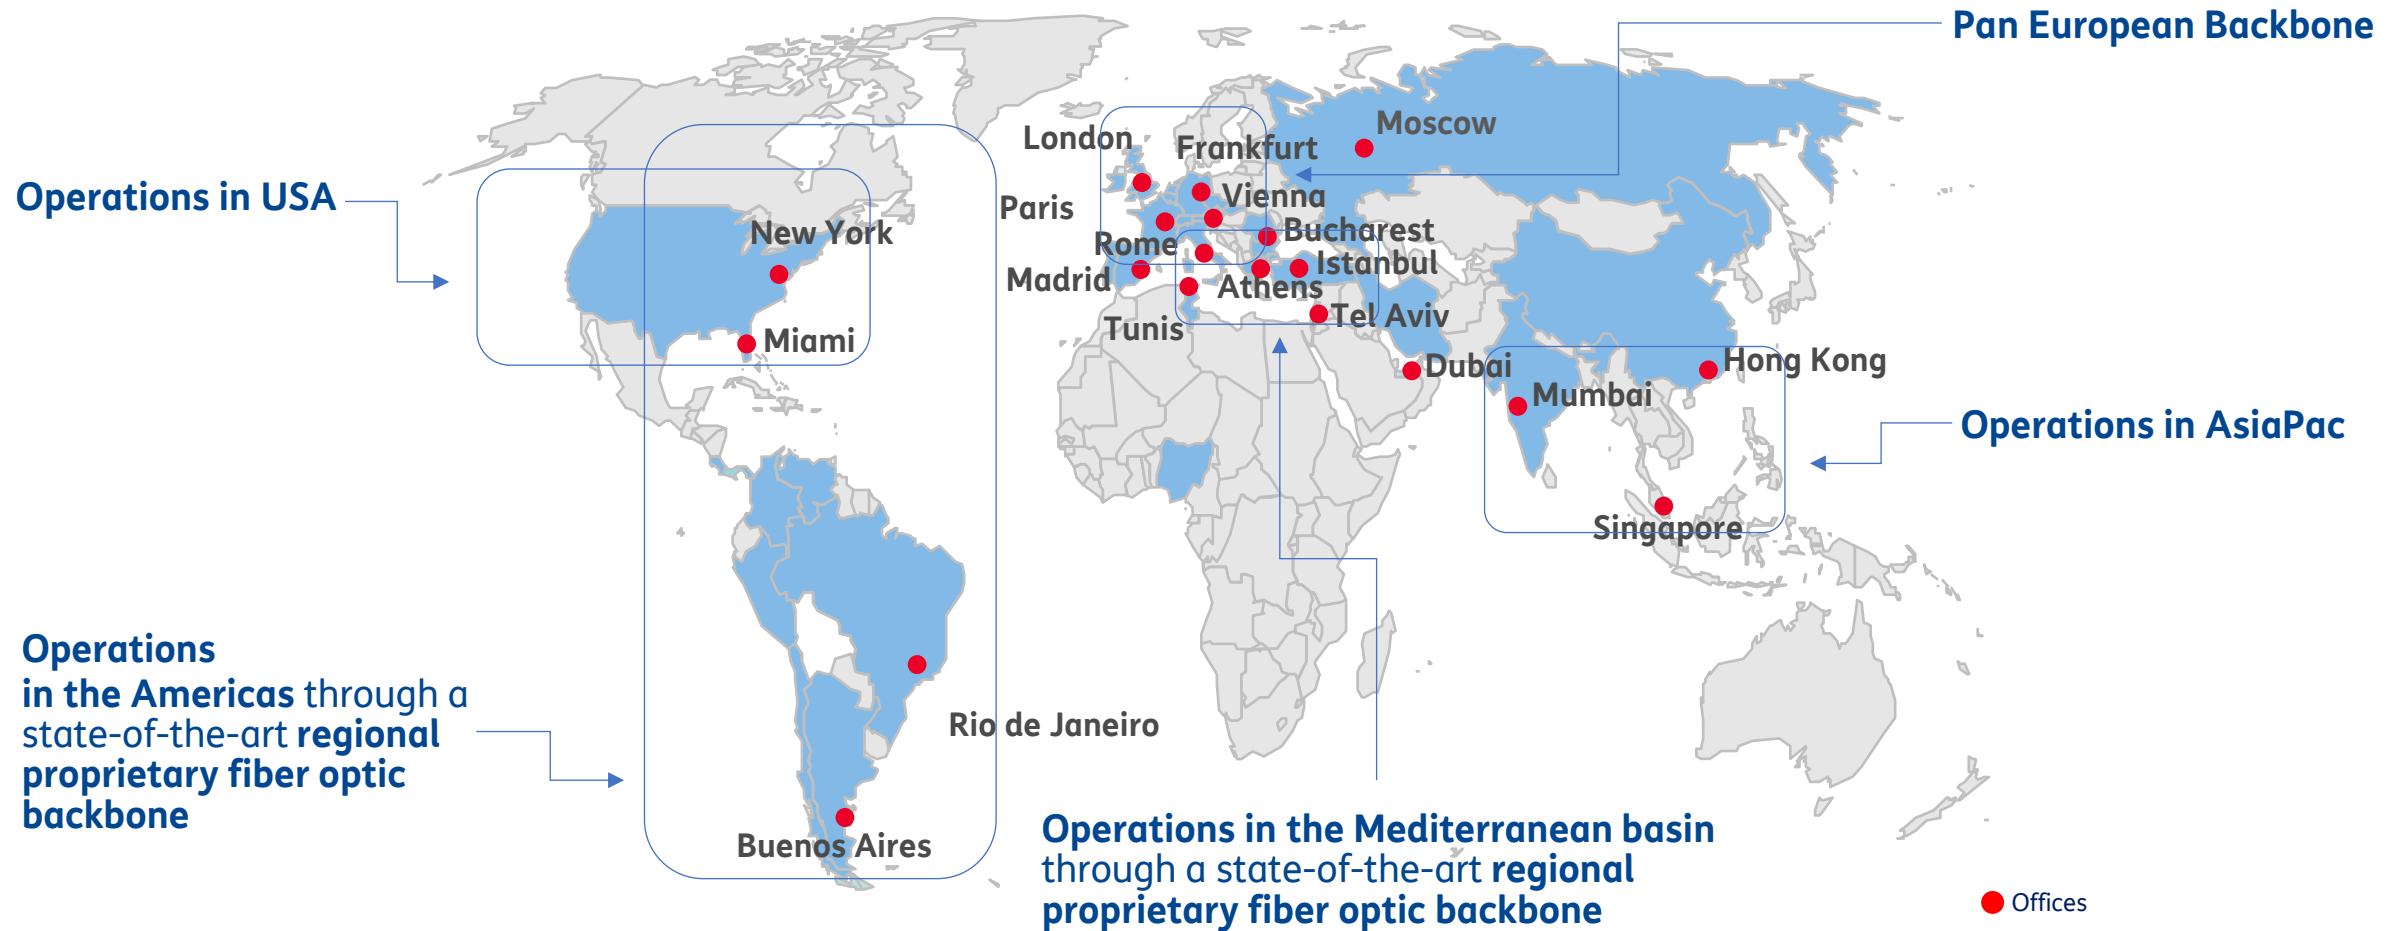 Pan European Backbone
Moscow
London
Frankfurt
Operations in USA
Vienna
Paris
New York
Bucharest
Rome
Istanbul
Madrid
Athens
Tel Aviv
Tunis
Miami
Dubai
Hong Kong
Mumbai
Operations in AsiaPac
Singapore
Operations
in the Americas through a
state-of-the-art regional
proprietary fiber optic
backbone
Rio de Janeiro
Buenos Aires
Operations in the Mediterranean basin
through a state-of-the-art regional
proprietary fiber optic backbone
Offices